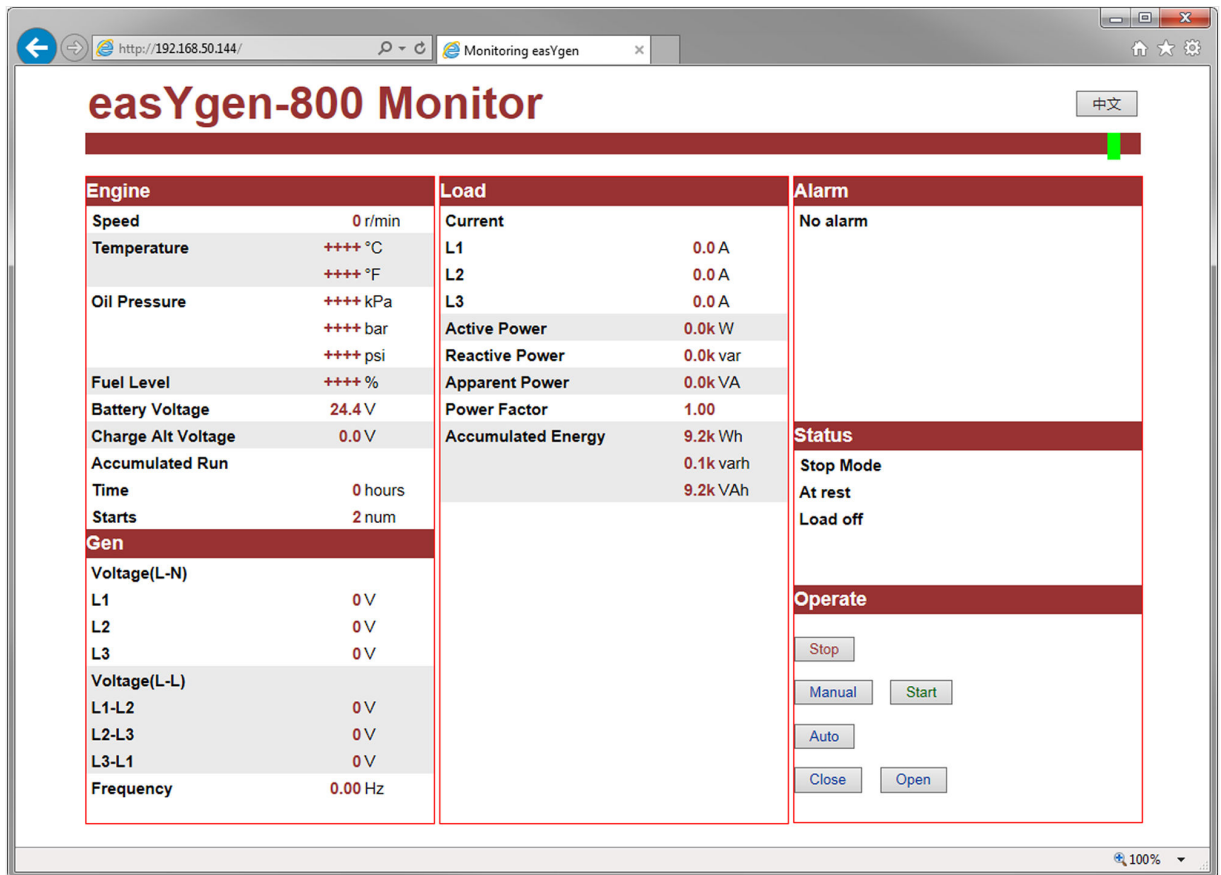 http://192.168.50.144/
Monitoring easYgen
easYgen-800 Monitor
中文
Engine
Speed 0 r/min
Temperature ++++ °C
++++ °F
Oil Pressure ++++ kPa
++++ bar
++++ psi
Fuel Level ++++ %
Battery Voltage 24.4 V
Charge Alt Voltage 0.0 V
Accumulated Run
Time 0 hours
Starts 2 num
Gen
Voltage(L-N)
L1 0 V
L2 0 V
L3 0 V
Voltage(L-L)
L1-L2 0 V
L2-L3 0 V
L3-L1 0 V
Frequency 0.00 Hz
Load
Current
L1 0.0 A
L2 0.0 A
L3 0.0 A
Active Power 0.0k W
Reactive Power 0.0k var
Apparent Power 0.0k VA
Power Factor 1.00
Accumulated Energy 9.2k Wh
0.1k varh
9.2k VAh
Alarm
No alarm
Status
Stop Mode
At rest
Load off
Operate
Stop
Manual Start
Auto
Close Open
100%